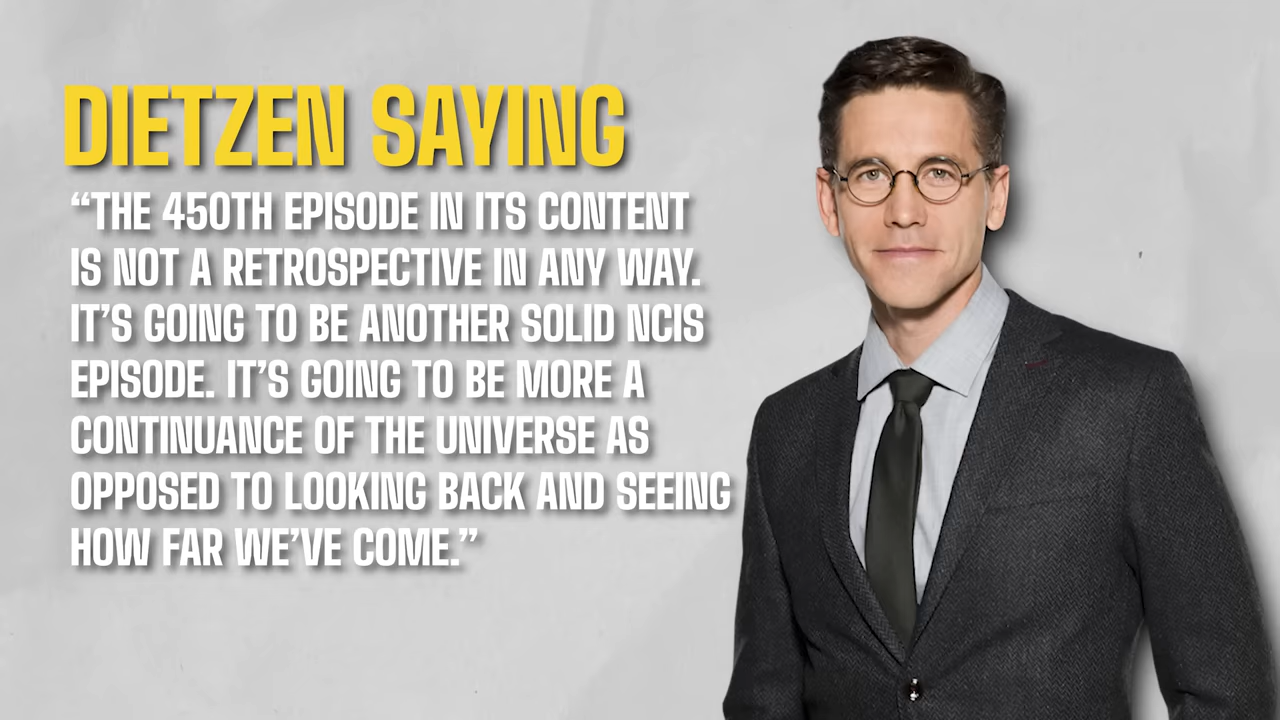 DIETZEN SAYING
“THE 450TH EPISODE IN ITS CONTENT
IS NOT A RETROSPECTIVE IN ANY WAY.
IT’S GOING TO BE ANOTHER SOLID NCIS
EPISODE. IT’S GOING TO BE MORE A
CONTINUANCE OF THE UNIVERSE AS
OPPOSED TO LOOKING BACK AND SEEING
HOW FAR WE’VE COME.”